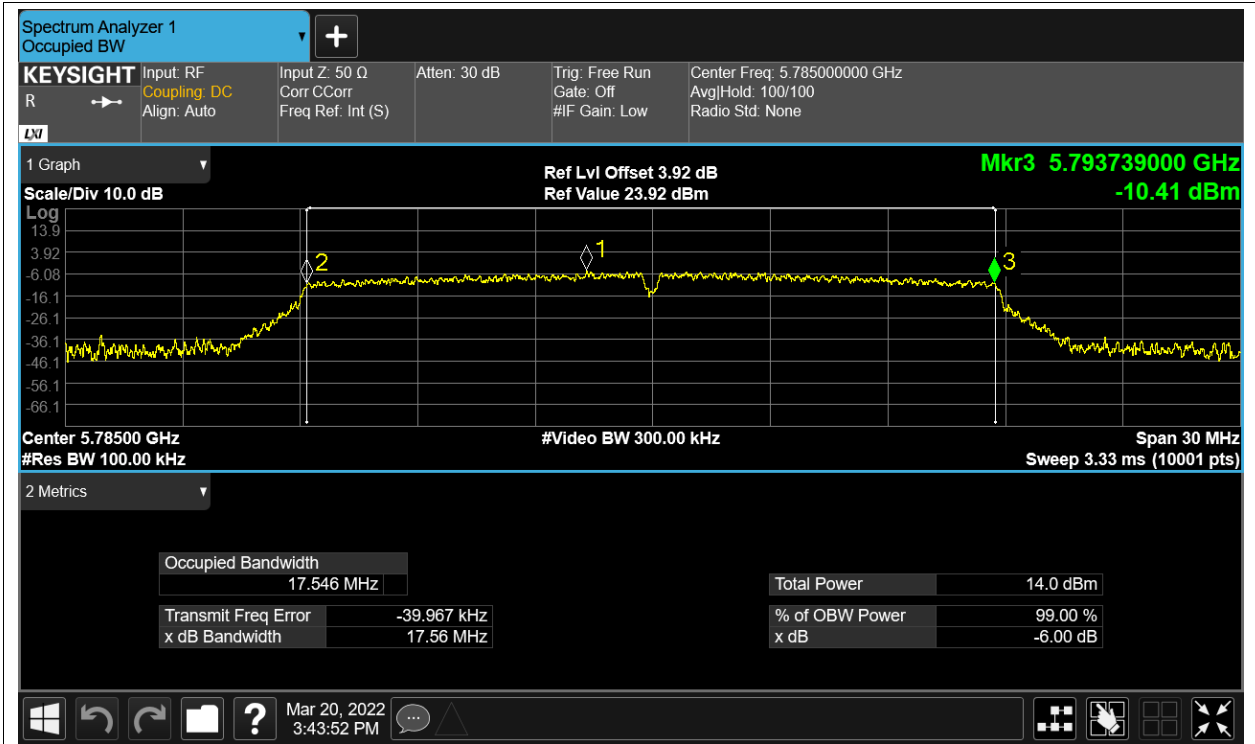 Spectrum Analyzer 1
Occupied BW
+
KEYSIGHT
R
LXI
Input: RF
Coupling: DC
Align: Auto
Input Z: 50 Ω
Corr CCorr
Freq Ref: Int (S)
Atten: 30 dB
Trig: Free Run
Gate: Off
#IF Gain: Low
Center Freq: 5.785000000 GHz
Avg|Hold: 100/100
Radio Std: None
1 Graph
Scale/Div 10.0 dB
Ref Lvl Offset 3.92 dB
Ref Value 23.92 dBm
Mkr3 5.793739000 GHz
-10.41 dBm
Log
13.9
3.92
-6.08
-16.1
-26.1
-36.1
-46.1
-56.1
-66.1
2
1
3
Center 5.78500 GHz
#Res BW 100.00 kHz
#Video BW 300.00 kHz
Span 30 MHz
Sweep 3.33 ms (10001 pts)
2 Metrics
Occupied Bandwidth
17.546 MHz
Transmit Freq Error -39.967 kHz
x dB Bandwidth 17.56 MHz
Total Power 14.0 dBm
% of OBW Power 99.00 %
x dB -6.00 dB
?
Mar 20, 2022
3:43:52 PM